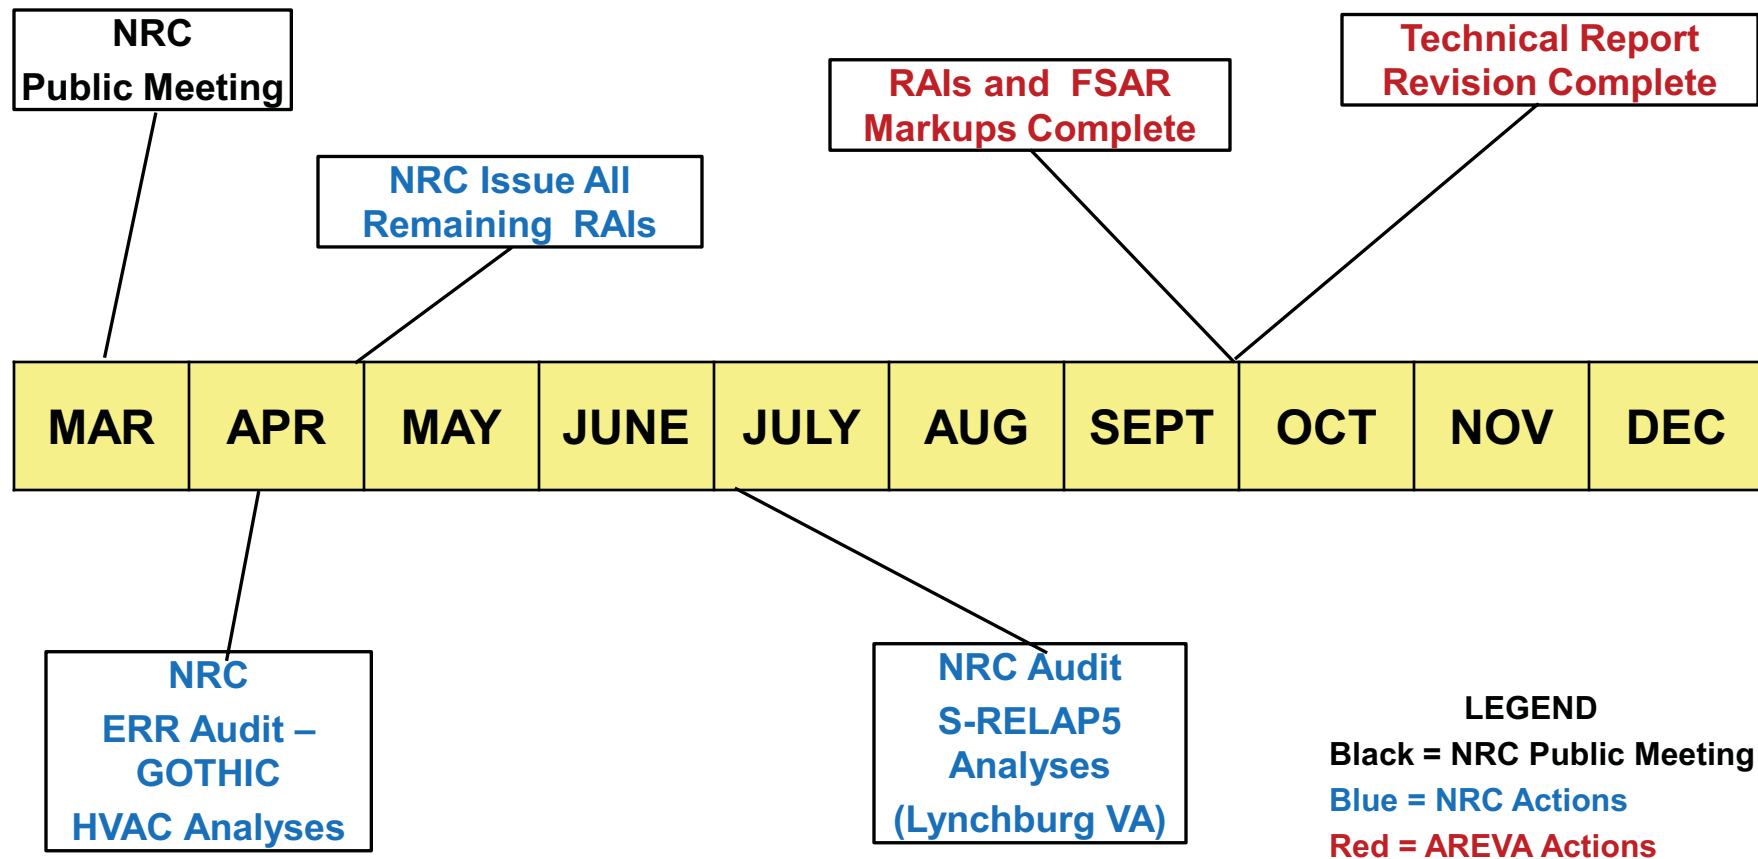 NRC
Public Meeting
NRC Issue All
Remaining RAIs
RAIs and FSAR
Markups Complete
Technical Report
Revision Complete
MAR APR MAY JUNE JULY AUG SEPT OCT NOV DEC
NRC
ERR Audit –
GOTHIC
HVAC Analyses
NRC Audit
S-RELAP5
Analyses
(Lynchburg VA)
LEGEND
Black = NRC Public Meeting
Blue = NRC Actions
Red = AREVA Actions